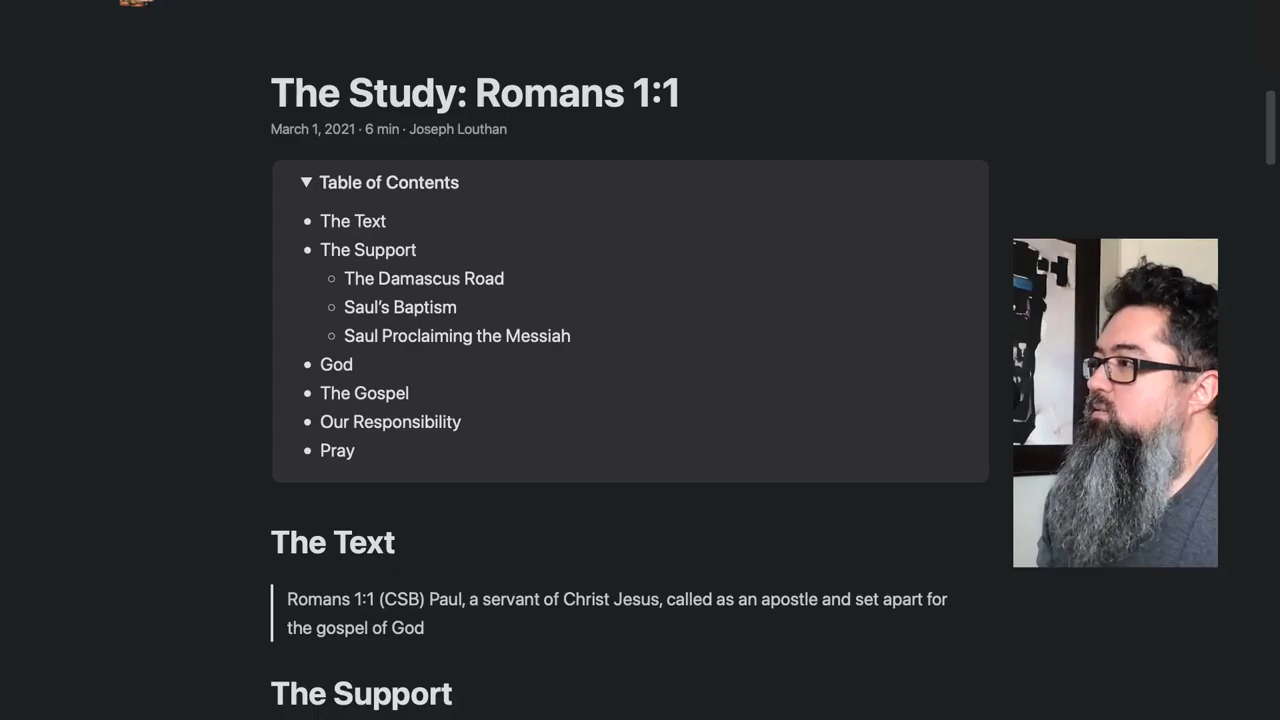 The Study: Romans 1:1
March 1, 2021 · 6 min · Joseph Louthan
▼ Table of Contents
• The Text
• The Support
○ The Damascus Road
○ Saul’s Baptism
○ Saul Proclaiming the Messiah
• God
• The Gospel
• Our Responsibility
• Pray
The Text
Romans 1:1 (CSB) Paul, a servant of Christ Jesus, called as an apostle and set apart for
the gospel of God
The Support